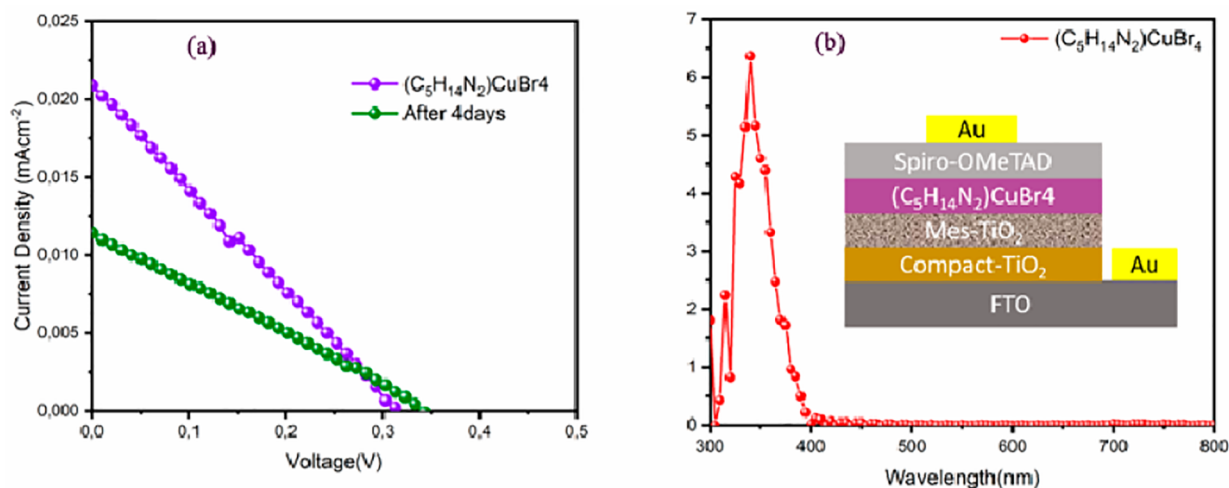 (a)
0,025
0,020
0,015
0,010
0,005
0,000
Current Density (mAcm⁻²)
(C₅H₁₄N₂)CuBr4
After 4days
0,0 0,1 0,2 0,3 0,4 0,5
Voltage(V)
(b)
7
6
5
4
3
2
1
0
(C₅H₁₄N₂)CuBr₄
Au
Spiro-OMeTAD
(C₅H₁₄N₂)CuBr4
Mes-TiO₂
Compact-TiO₂ Au
FTO
300 400 500 600 700 800
Wavelength(nm)